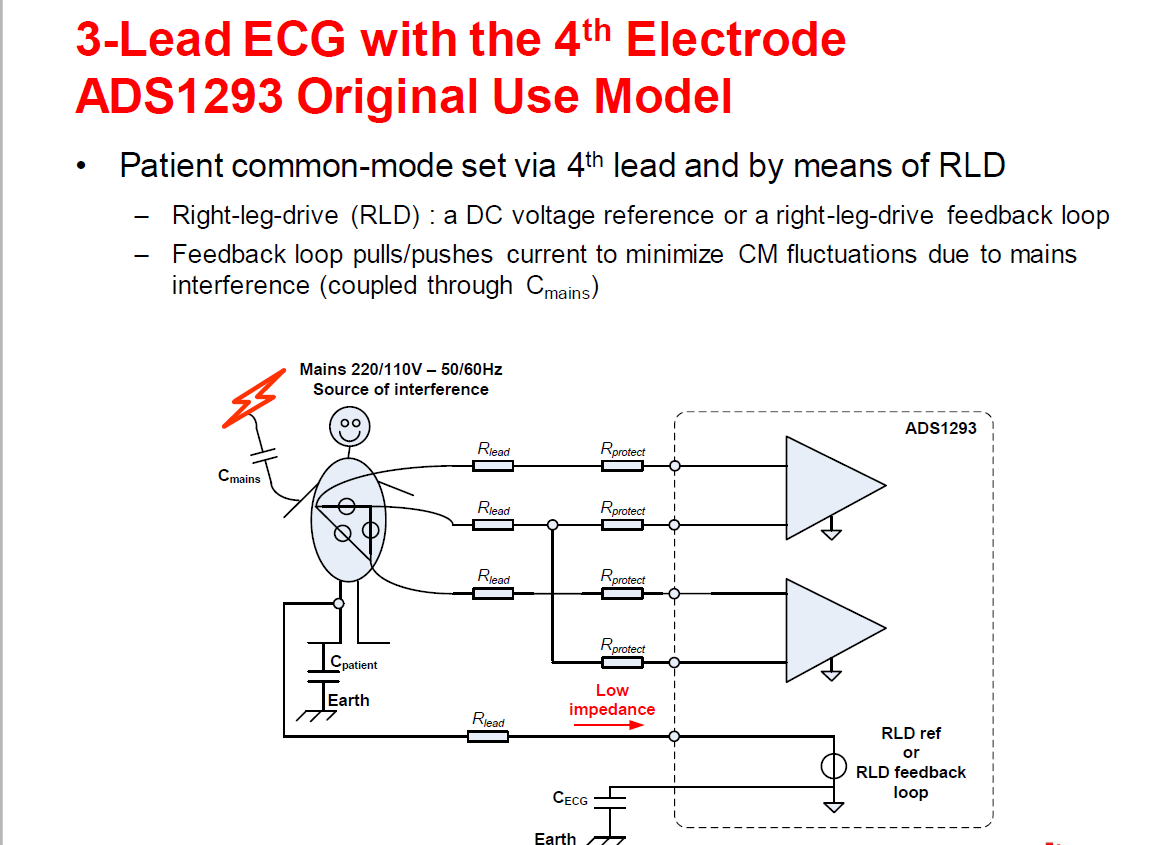 3-Lead ECG with the 4th Electrode
ADS1293 Original Use Model
• Patient common-mode set via 4th lead and by means of RLD
– Right-leg-drive (RLD) : a DC voltage reference or a right-leg-drive feedback loop
– Feedback loop pulls/pushes current to minimize CM fluctuations due to mains
interference (coupled through Cmains)
Mains 220/110V – 50/60Hz
Source of interference
ADS1293
Rlead
Rprotect
Cmains
Rlead
Rprotect
Rlead
Rprotect
Rprotect
Cpatient
Earth
Low
impedance
Rlead
RLD ref
or
RLD feedback
loop
CECG
Earth